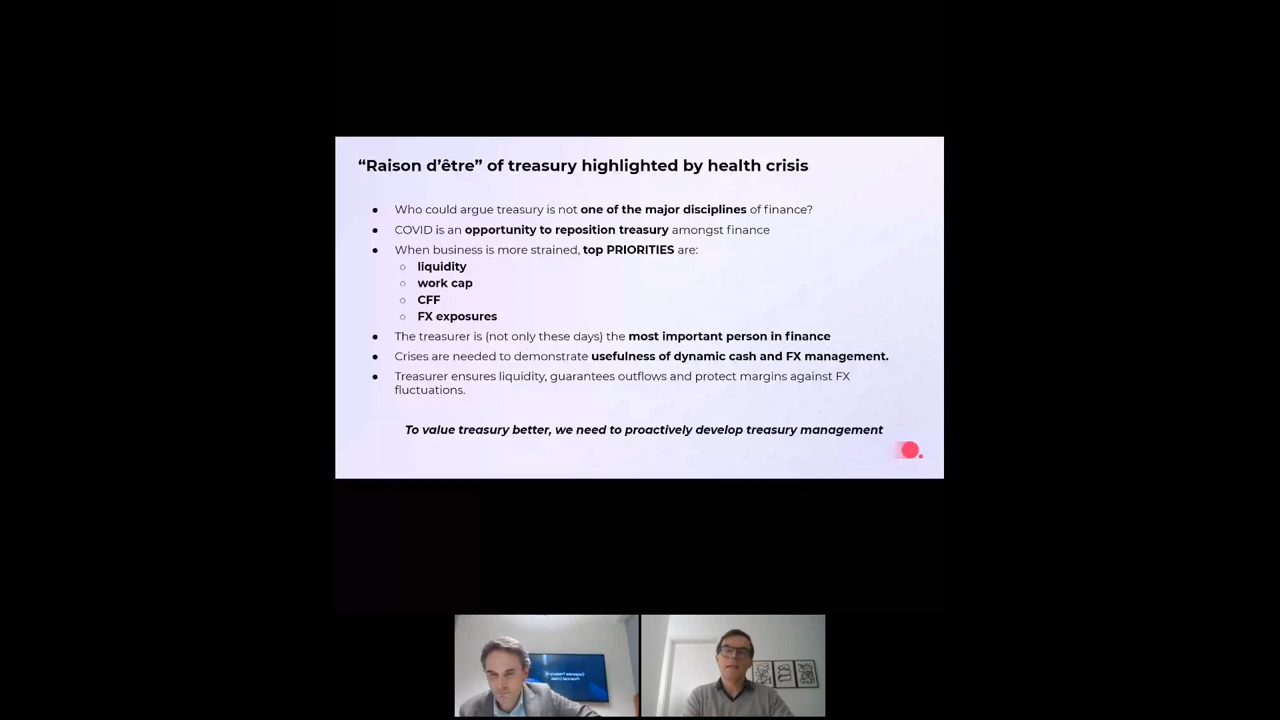 “Raison d’être” of treasury highlighted by health crisis
● Who could argue treasury is not one of the major disciplines of finance?
● COVID is an opportunity to reposition treasury amongst finance
● When business is more strained, top PRIORITIES are:
○ liquidity
○ work cap
○ CFF
○ FX exposures
● The treasurer is (not only these days) the most important person in finance
● Crises are needed to demonstrate usefulness of dynamic cash and FX management.
● Treasurer ensures liquidity, guarantees outflows and protect margins against FX
fluctuations.
To value treasury better, we need to proactively develop treasury management
Corporate Treasury &
Financial Crises